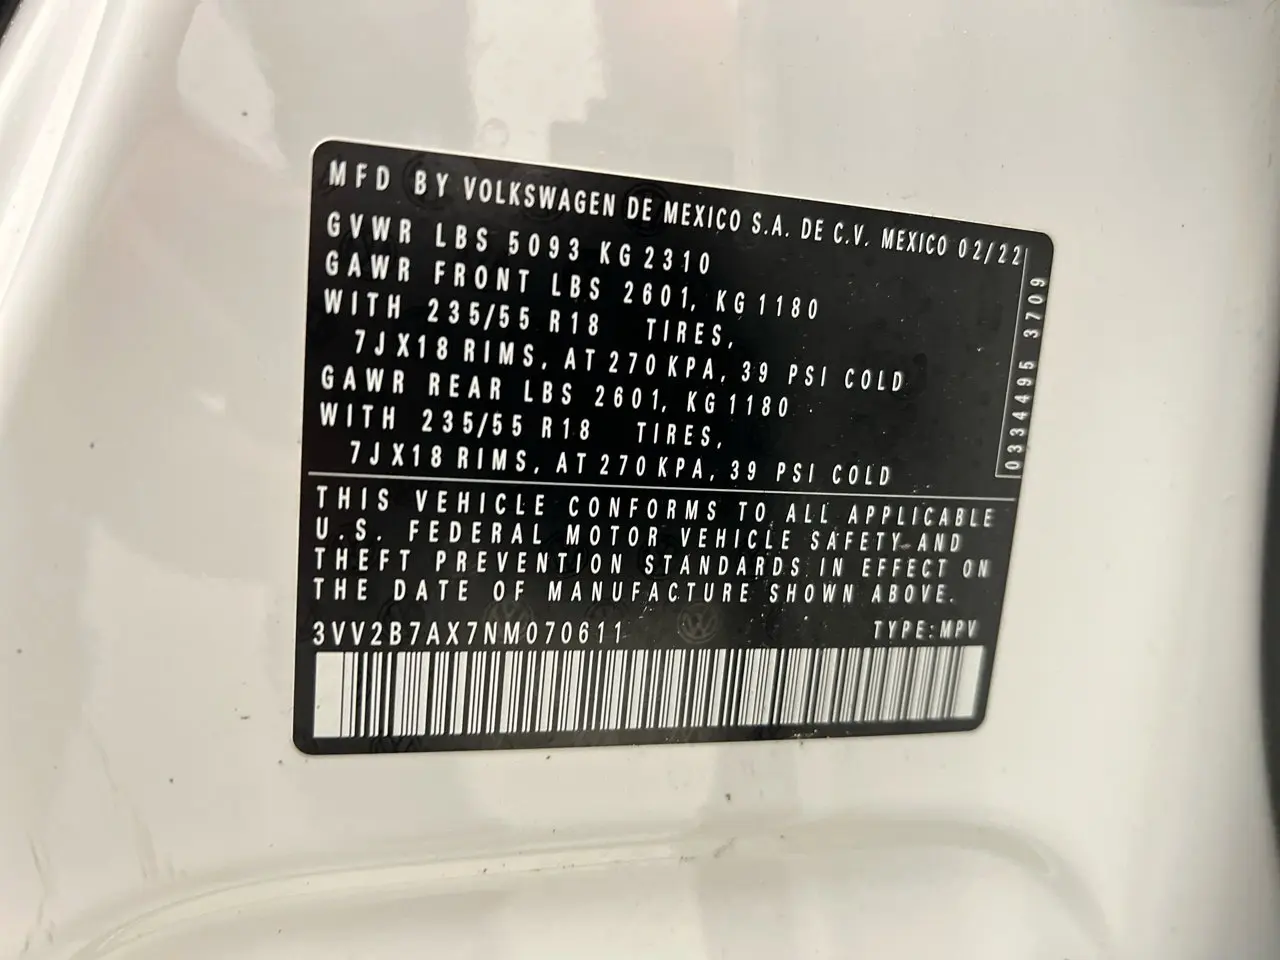 MFD BY VOLKSWAGEN DE MEXICO S.A. DE C.V. MEXICO 02/22
GVWR LBS 5093 KG 2310
GAWR FRONT LBS 2601, KG 1180
WITH 235/55 R18 TIRES,
7JX18 RIMS, AT 270 KPA, 39 PSI COLD
GAWR REAR LBS 2601, KG 1180
WITH 235/55 R18 TIRES,
7JX18 RIMS, AT 270 KPA, 39 PSI COLD
0334495 3709
THIS VEHICLE CONFORMS TO ALL APPLICABLE
U.S. FEDERAL MOTOR VEHICLE SAFETY AND
THEFT PREVENTION STANDARDS IN EFFECT ON
THE DATE OF MANUFACTURE SHOWN ABOVE.
3VV2B7AX7NM070611 TYPE:MPV